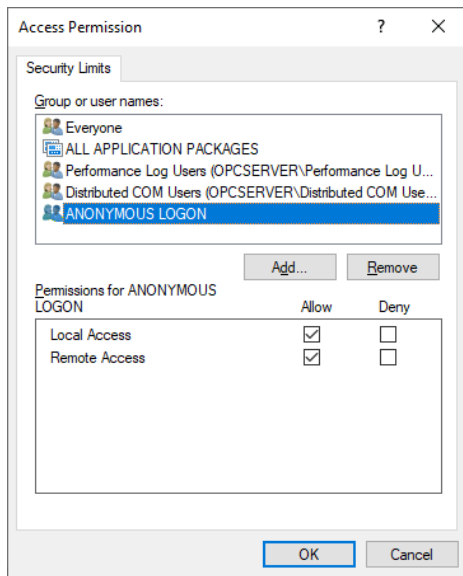 Access Permission
?
Security Limits
Group or user names:
Everyone
ALL APPLICATION PACKAGES
Performance Log Users (OPCSERVER\Performance Log U...
Distributed COM Users (OPCSERVER\Distributed COM Use...
ANONYMOUS LOGON
Add... Remove
Permissions for ANONYMOUS
LOGON Allow Deny
Local Access
Remote Access
OK Cancel